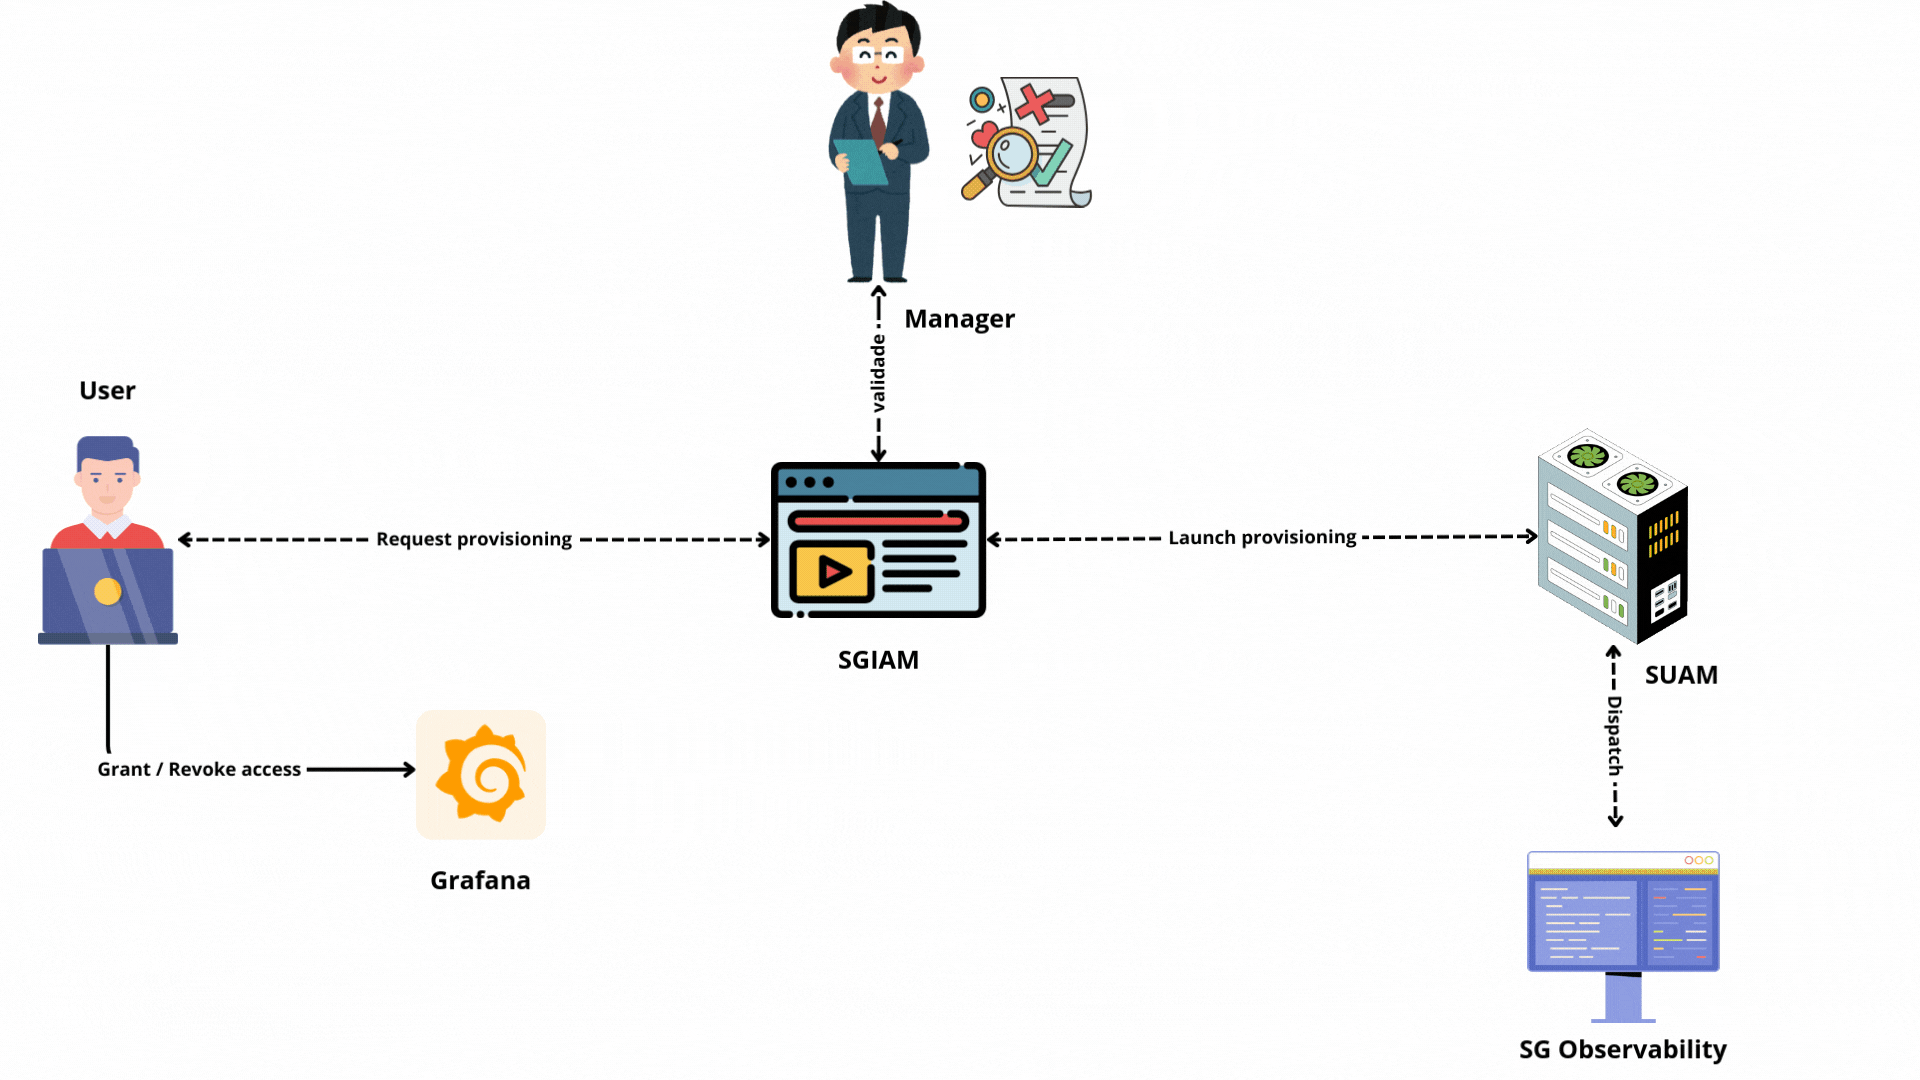 Manager
validade
User
Request provisioning
Launch provisioning
SGIAM
SUAM
Dispatch
Grant / Revoke access
Grafana
SG Observability